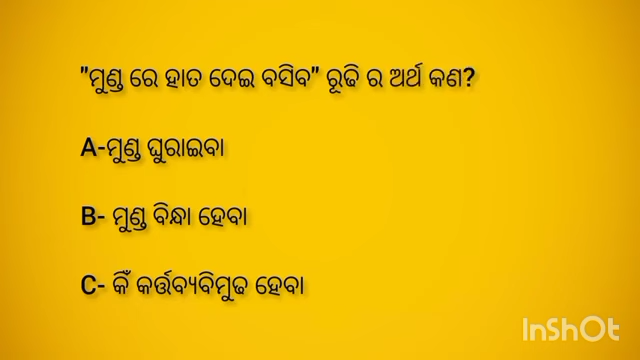 "ମୁଣ୍ଡ ରେ ହାତ ଦେଇ ବସିବ" ରୂଢି ର ଅର୍ଥ କଣ?
A-ମୁଣ୍ଡ ଘୁରାଇବା
B- ମୁଣ୍ଡ ବିନ୍ଧା ହେବା
C- କିଁ କର୍ତ୍ତବ୍ୟବିମୁଢ ହେବା
InShOt